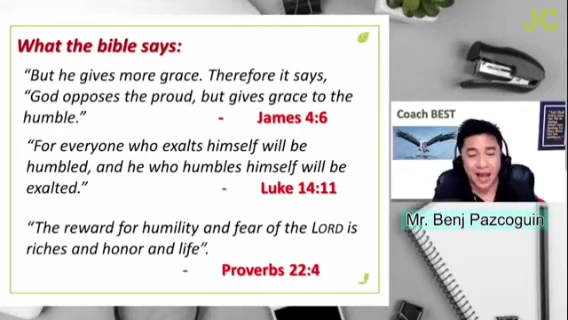 JC
What the bible says:
“But he gives more grace. Therefore it says,
“God opposes the proud, but gives grace to the
humble.” - James 4:6
“For everyone who exalts himself will be
humbled, and he who humbles himself will be
exalted.” - Luke 14:11
“The reward for humility and fear of the LORD is
riches and honor and life”.
- Proverbs 22:4
Coach BEST
Mr. Benj Pazcoguin